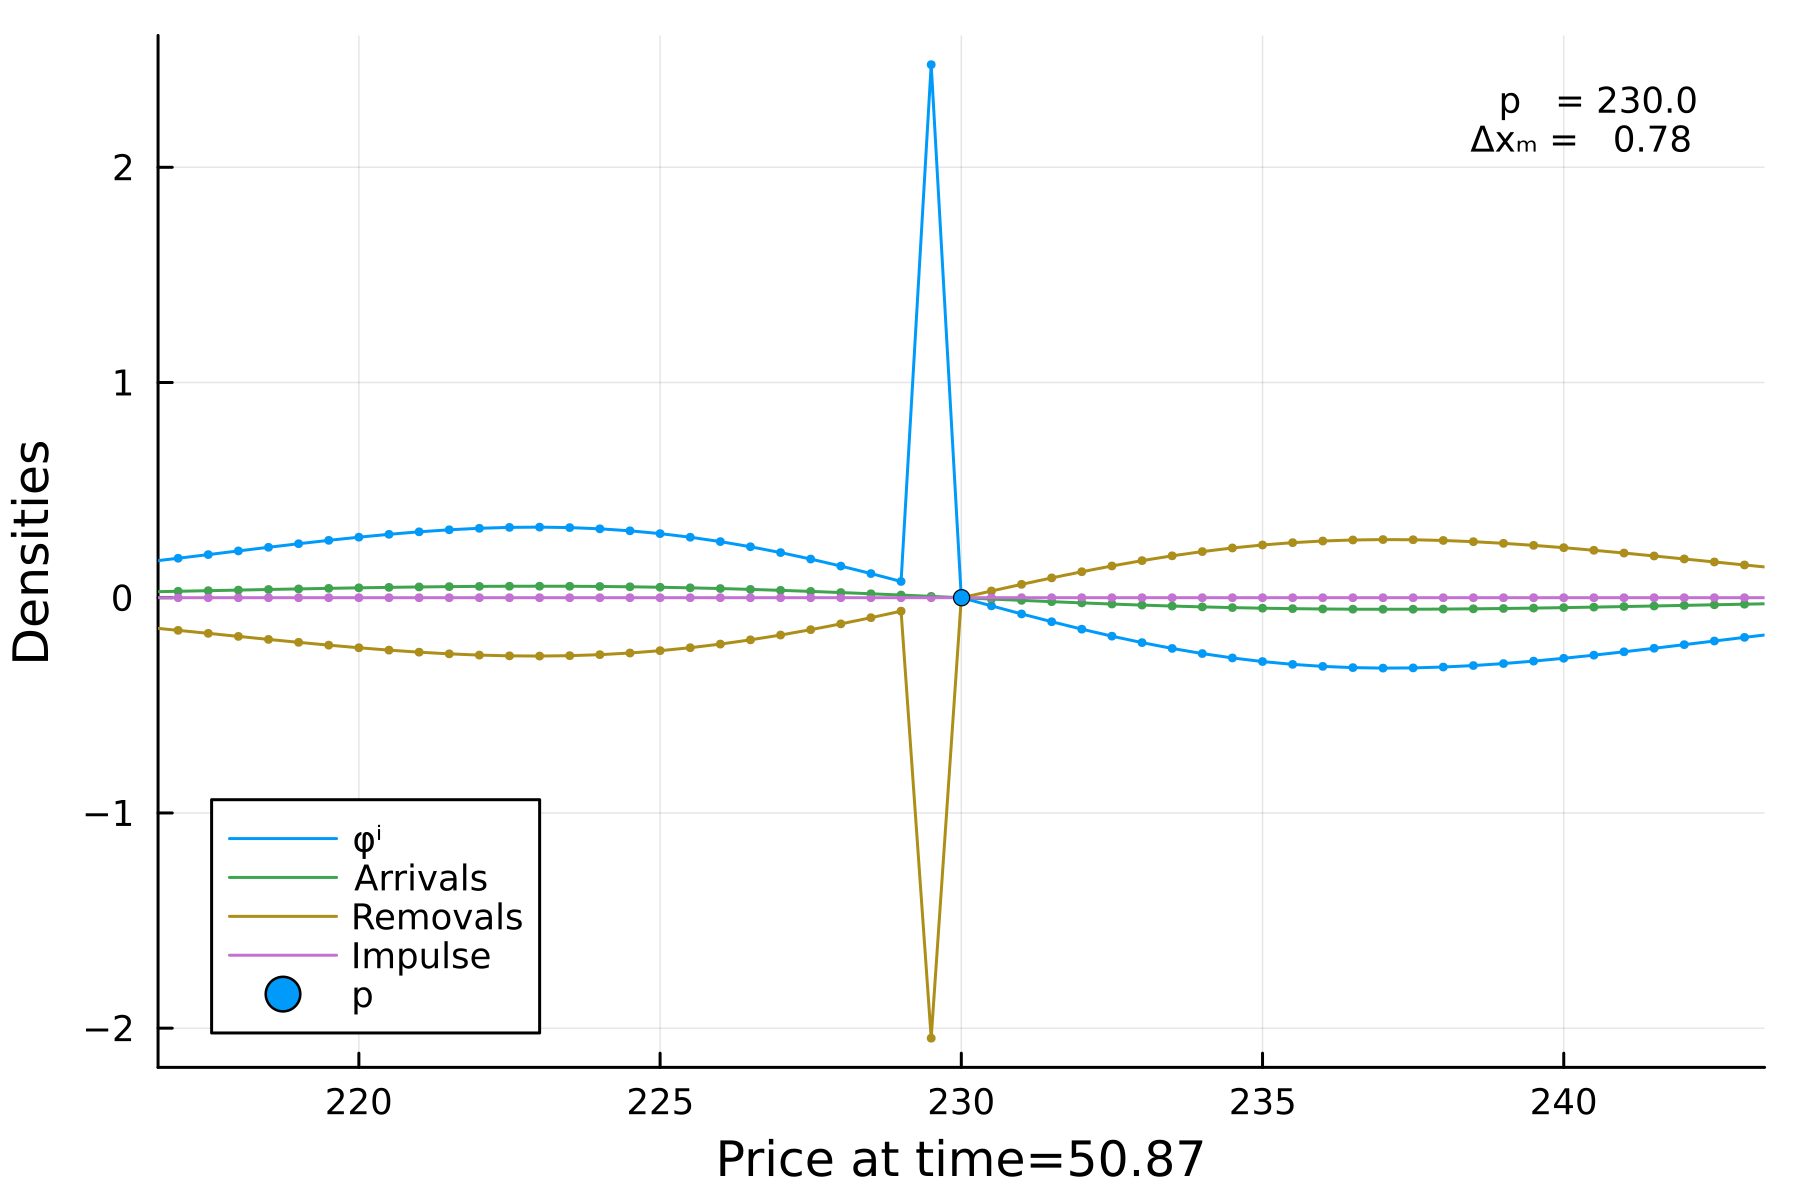 p = 230.0
Δxₘ = 0.78
Densities
2
1
0
−1
−2
φⁱ
Arrivals
Removals
Impulse
p
220 225 230 235 240
Price at time=50.87